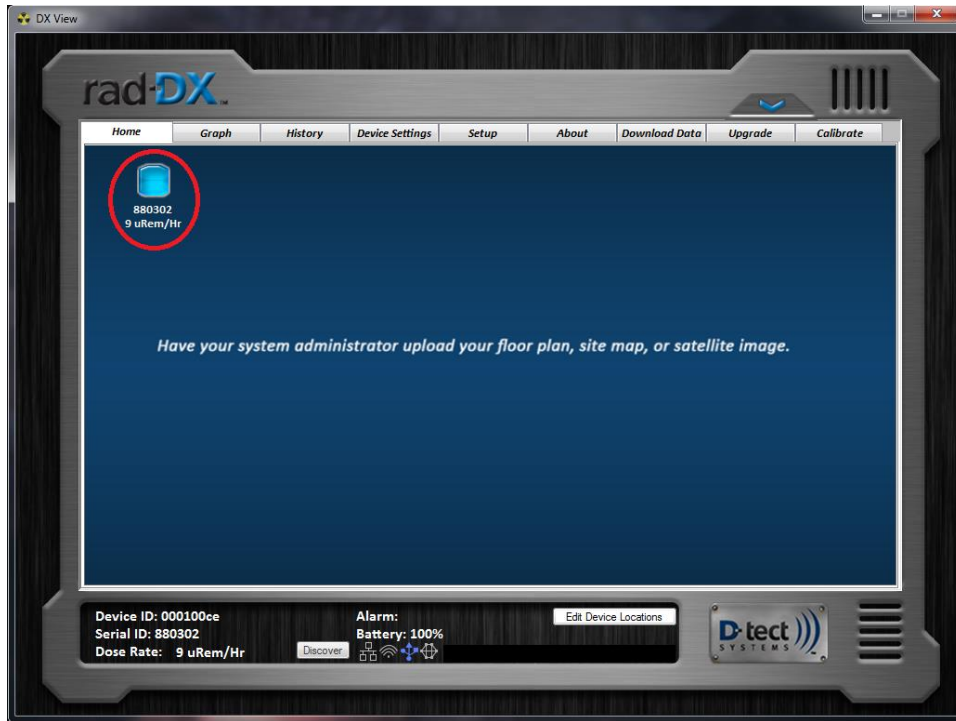 DX View
rad-DX™
Home Graph History Device Settings Setup About Download Data Upgrade Calibrate
880302
9 uRem/Hr
Have your system administrator upload your floor plan, site map, or satellite image.
Device ID: 000100ce
Serial ID: 880302
Dose Rate: 9 uRem/Hr
Discover
Alarm:
Battery: 100%
Edit Device Locations
D-tect
SYSTEMS